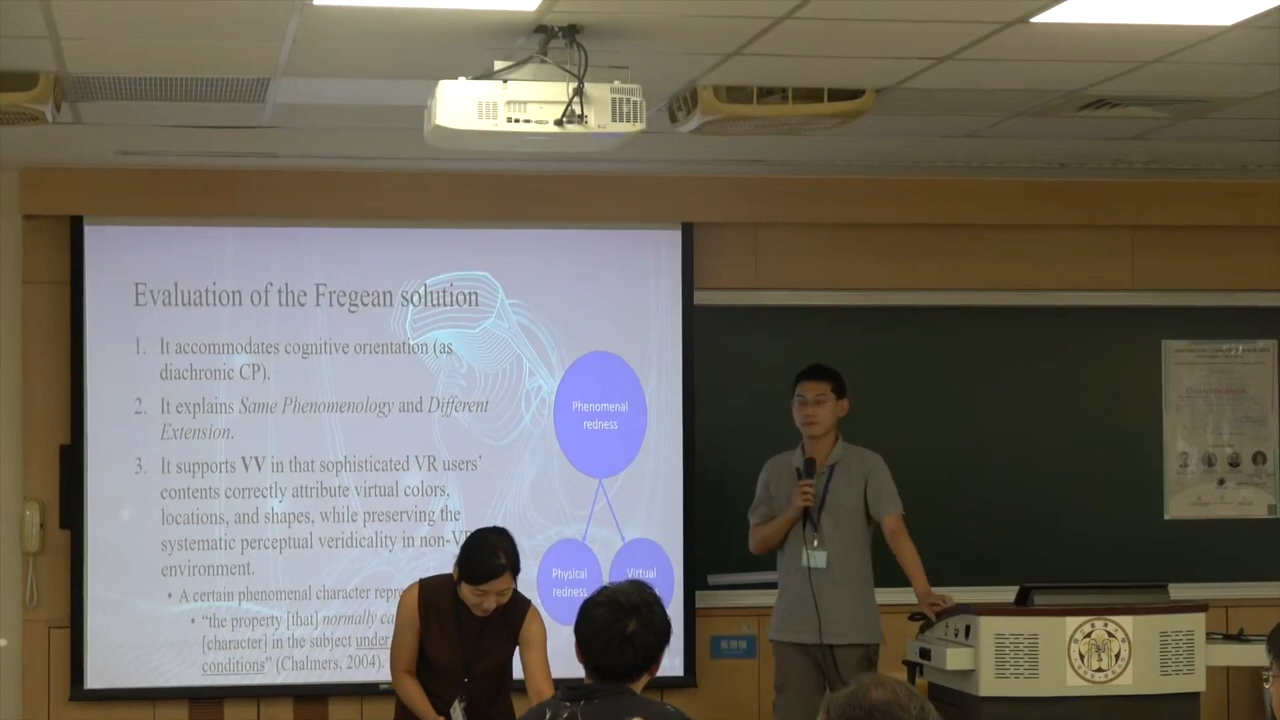 Evaluation of the Fregean solution
1. It accommodates cognitive orientation (as
diachronic CP).
2. It explains Same Phenomenology and Different
Extension.
3. It supports VV in that sophisticated VR users'
contents correctly attribute virtual colors,
locations, and shapes, while preserving the
systematic perceptual veridicality in non-VR
environment.
• A certain phenomenal character
• "the property [that] normally
[character] in the subject under
conditions" (Chalmers, 2004).
Phenomenal
redness
Physical
redness
Virtual